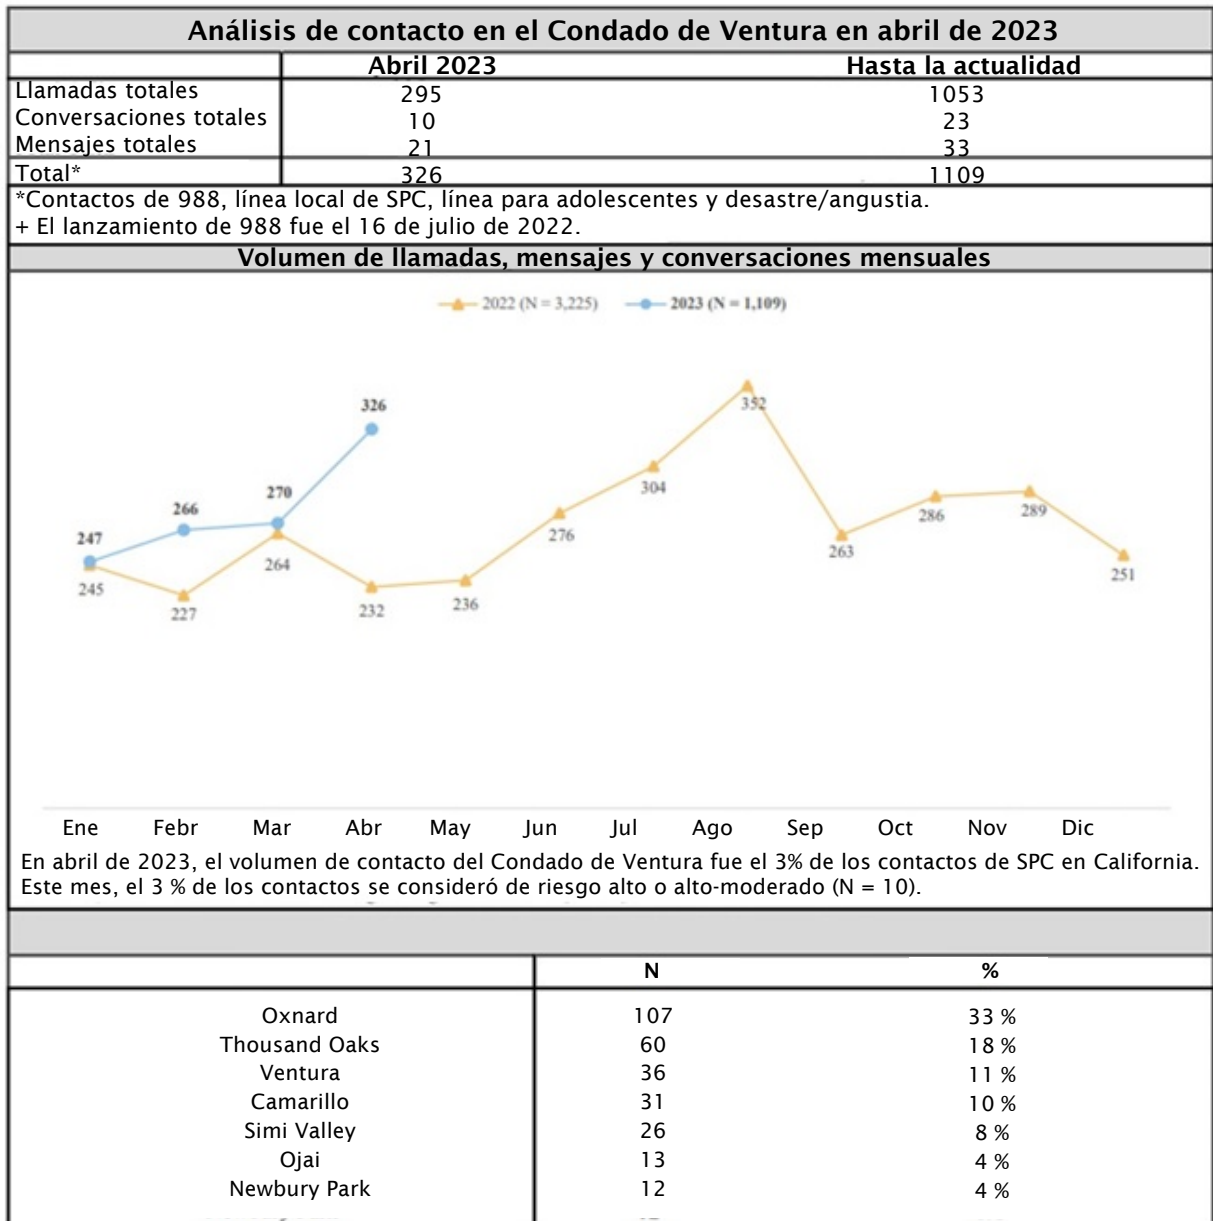 Análisis de contacto en el Condado de Ventura en abril de 2023
Abril 2023 Hasta la actualidad
Llamadas totales 295 1053
Conversaciones totales 10 23
Mensajes totales 21 33
Total* 326 1109
*Contactos de 988, línea local de SPC, línea para adolescentes y desastre/angustia.
+ El lanzamiento de 988 fue el 16 de julio de 2022.
Volumen de llamadas, mensajes y conversaciones mensuales
2022 (N = 3,225) 2023 (N = 1,109)
352
326
304
270
266
289
286
247
276
263
264
251
245
236
232
227
Ene Febr Mar Abr May Jun Jul Ago Sep Oct Nov Dic
En abril de 2023, el volumen de contacto del Condado de Ventura fue el 3% de los contactos de SPC en California.
Este mes, el 3 % de los contactos se consideró de riesgo alto o alto-moderado (N = 10).
N %
Oxnard 107 33 %
Thousand Oaks 60 18 %
Ventura 36 11 %
Camarillo 31 10 %
Simi Valley 26 8 %
Ojai 13 4 %
Newbury Park 12 4 %